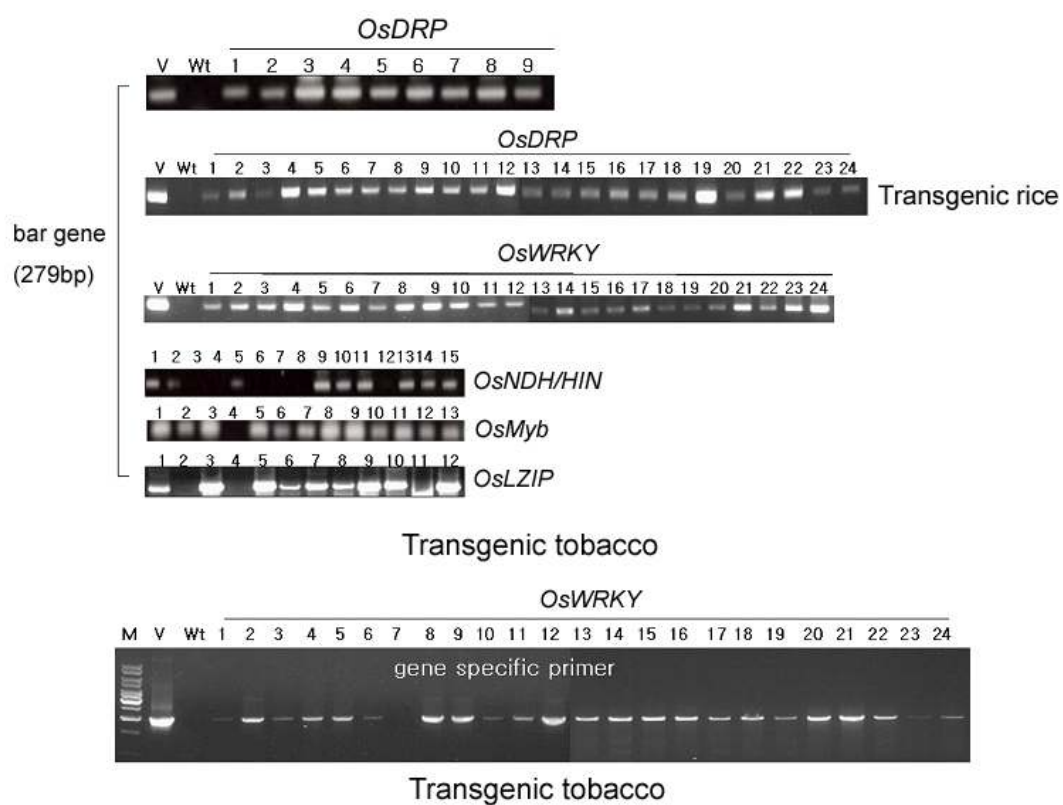 OsDRP
V Wt 1 2 3 4 5 6 7 8 9
OsDRP
V Wt 1 2 3 4 5 6 7 8 9 10 11 12 13 14 15 16 17 18 19 20 21 22 23 24
Transgenic rice
bar gene
(279bp)
OsWRKY
V Wt 1 2 3 4 5 6 7 8 9 10 11 12 13 14 15 16 17 18 19 20 21 22 23 24
1 2 3 4 5 6 7 8 9 10 11 12 13 14 15
OsNDH/HIN
1 2 3 4 5 6 7 8 9 10 11 12 13
OsMyb
1 2 3 4 5 6 7 8 9 10 11 12
OsLZIP
Transgenic tobacco
OsWRKY
M V Wt 1 2 3 4 5 6 7 8 9 10 11 12 13 14 15 16 17 18 19 20 21 22 23 24
gene specific primer
Transgenic tobacco